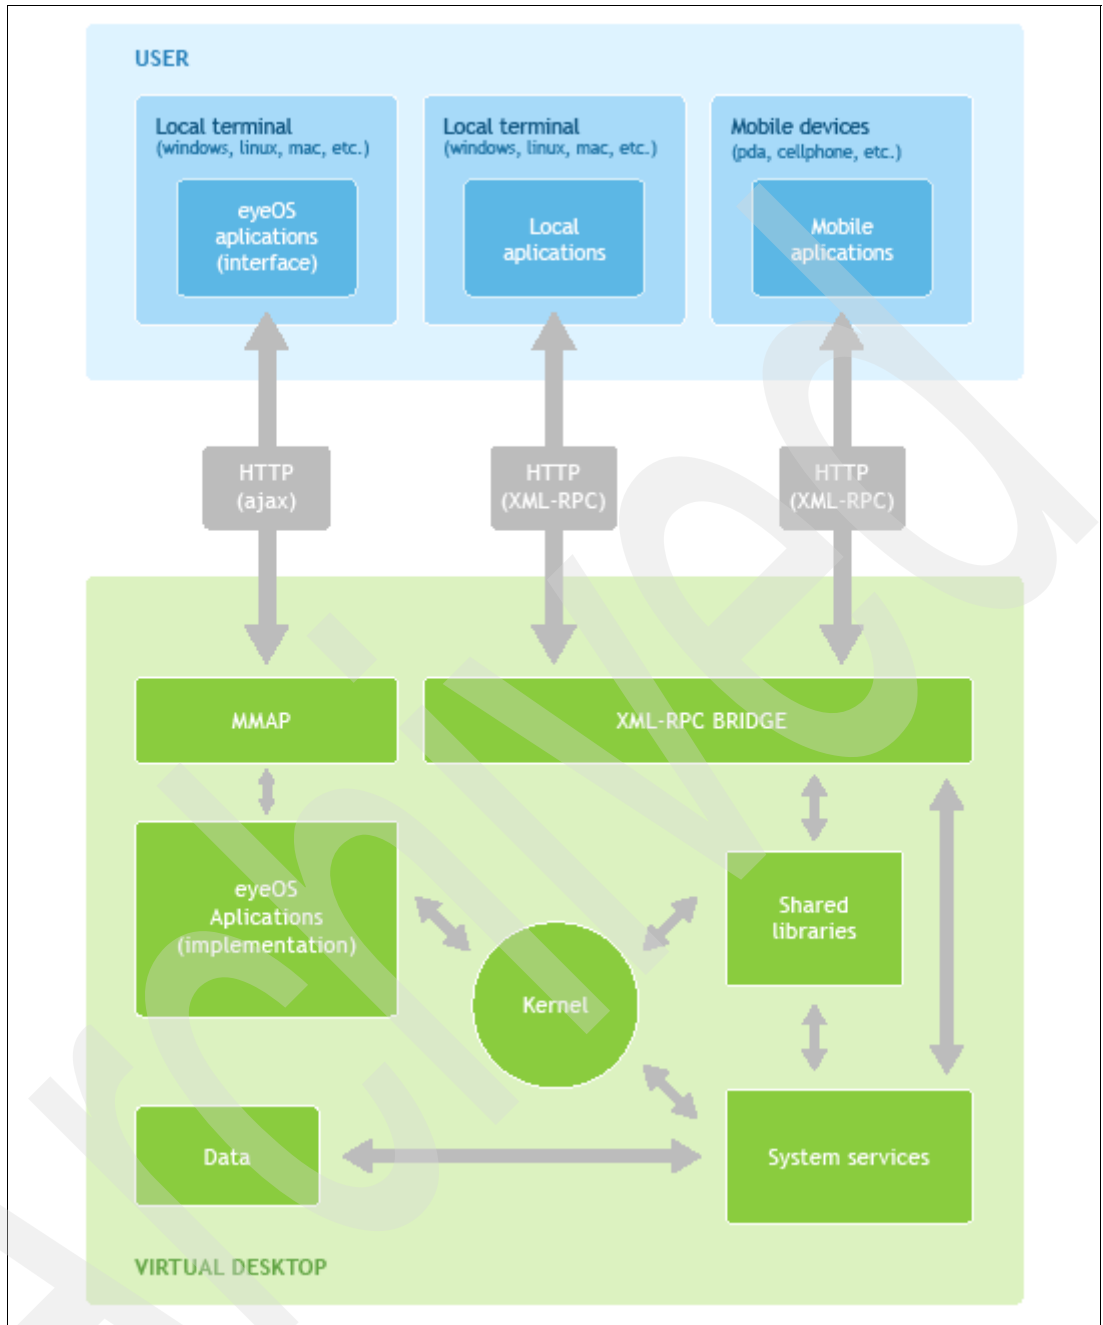 USER
Local terminal
(windows, linux, mac, etc.)
eyeOS
aplications
(interface)
Local terminal
(windows, linux, mac, etc.)
Local
aplications
Mobile devices
(pda, cellphone, etc.)
Mobile
aplications
HTTP
(ajax)
HTTP
(XML-RPC)
HTTP
(XML-RPC)
MMAP
XML-RPC BRIDGE
eyeOS
Aplications
(implementation)
Kernel
Shared
libraries
Data
System services
VIRTUAL DESKTOP
Archived